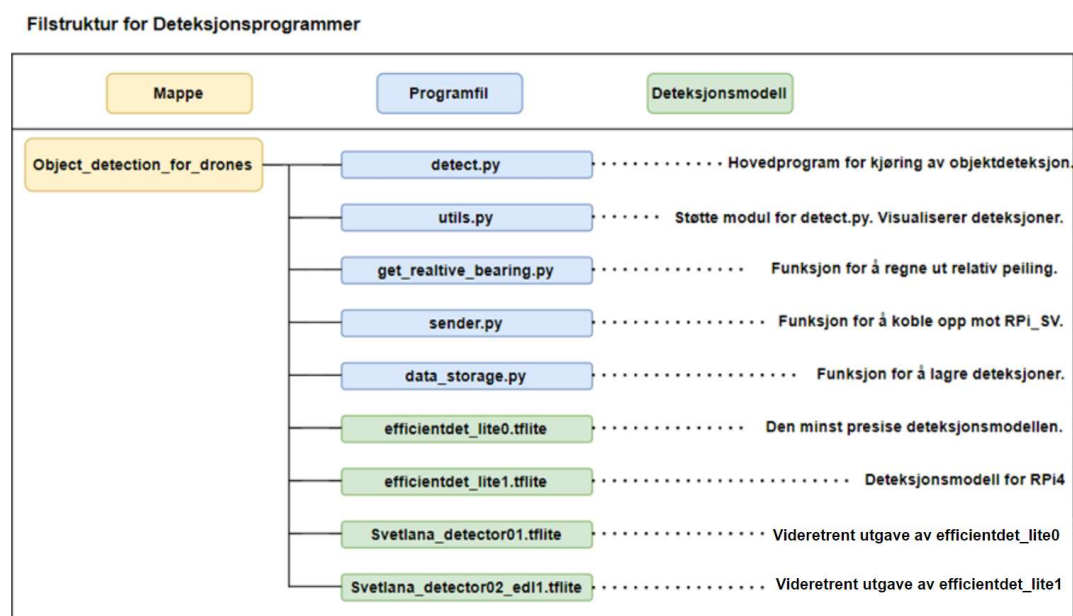 Filstruktur for Deteksjonsprogrammer
Mappe Programfil Deteksjonsmodell
Object_detection_for_drones detect.py Hovedprogram for kjøring av objektdeteksjon.
utils.py Støtte modul for detect.py. Visualiserer deteksjoner.
get_realtive_bearing.py Funksjon for å regne ut relativ peiling.
sender.py Funksjon for å koble opp mot RPi_SV.
data_storage.py Funksjon for å lagre deteksjoner.
efficientdet_lite0.tflite Den minst presise deteksjonsmodellen.
efficientdet_lite1.tflite Deteksjonsmodell for RPi4
Svetlana_detector01.tflite Videretrent utgave av efficientdet_lite0
Svetlana_detector02_edl1.tflite Videretrent utgave av efficientdet_lite1